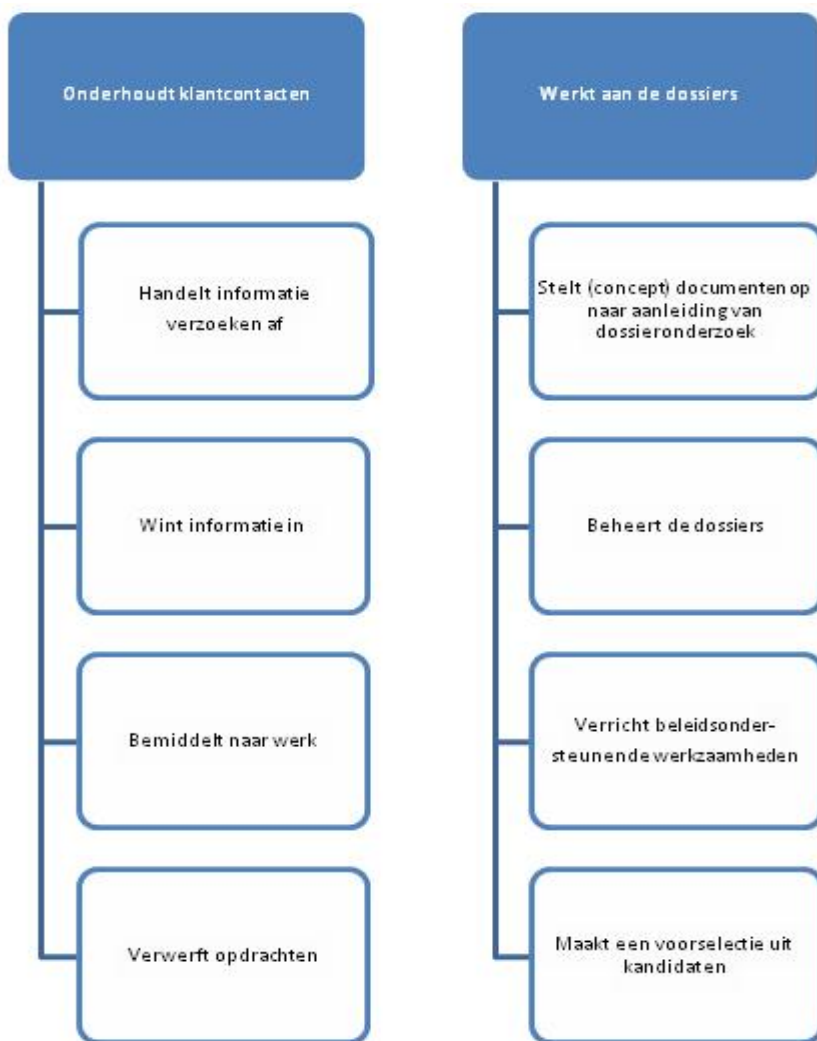 Onderhoudt klantcontacten
Handelt informatie
verzoeken af
Wint informatie in
Bemiddelt naar werk
Verwerft opdrachten
Werkt aan de dossiers
Stelt (concept) documenten op
naar aanleiding van
dossieronderzoek
Beheert de dossiers
Verricht beleidsonder-
steunende werkzaamheden
Maakt een voorselectie uit
kandidaten